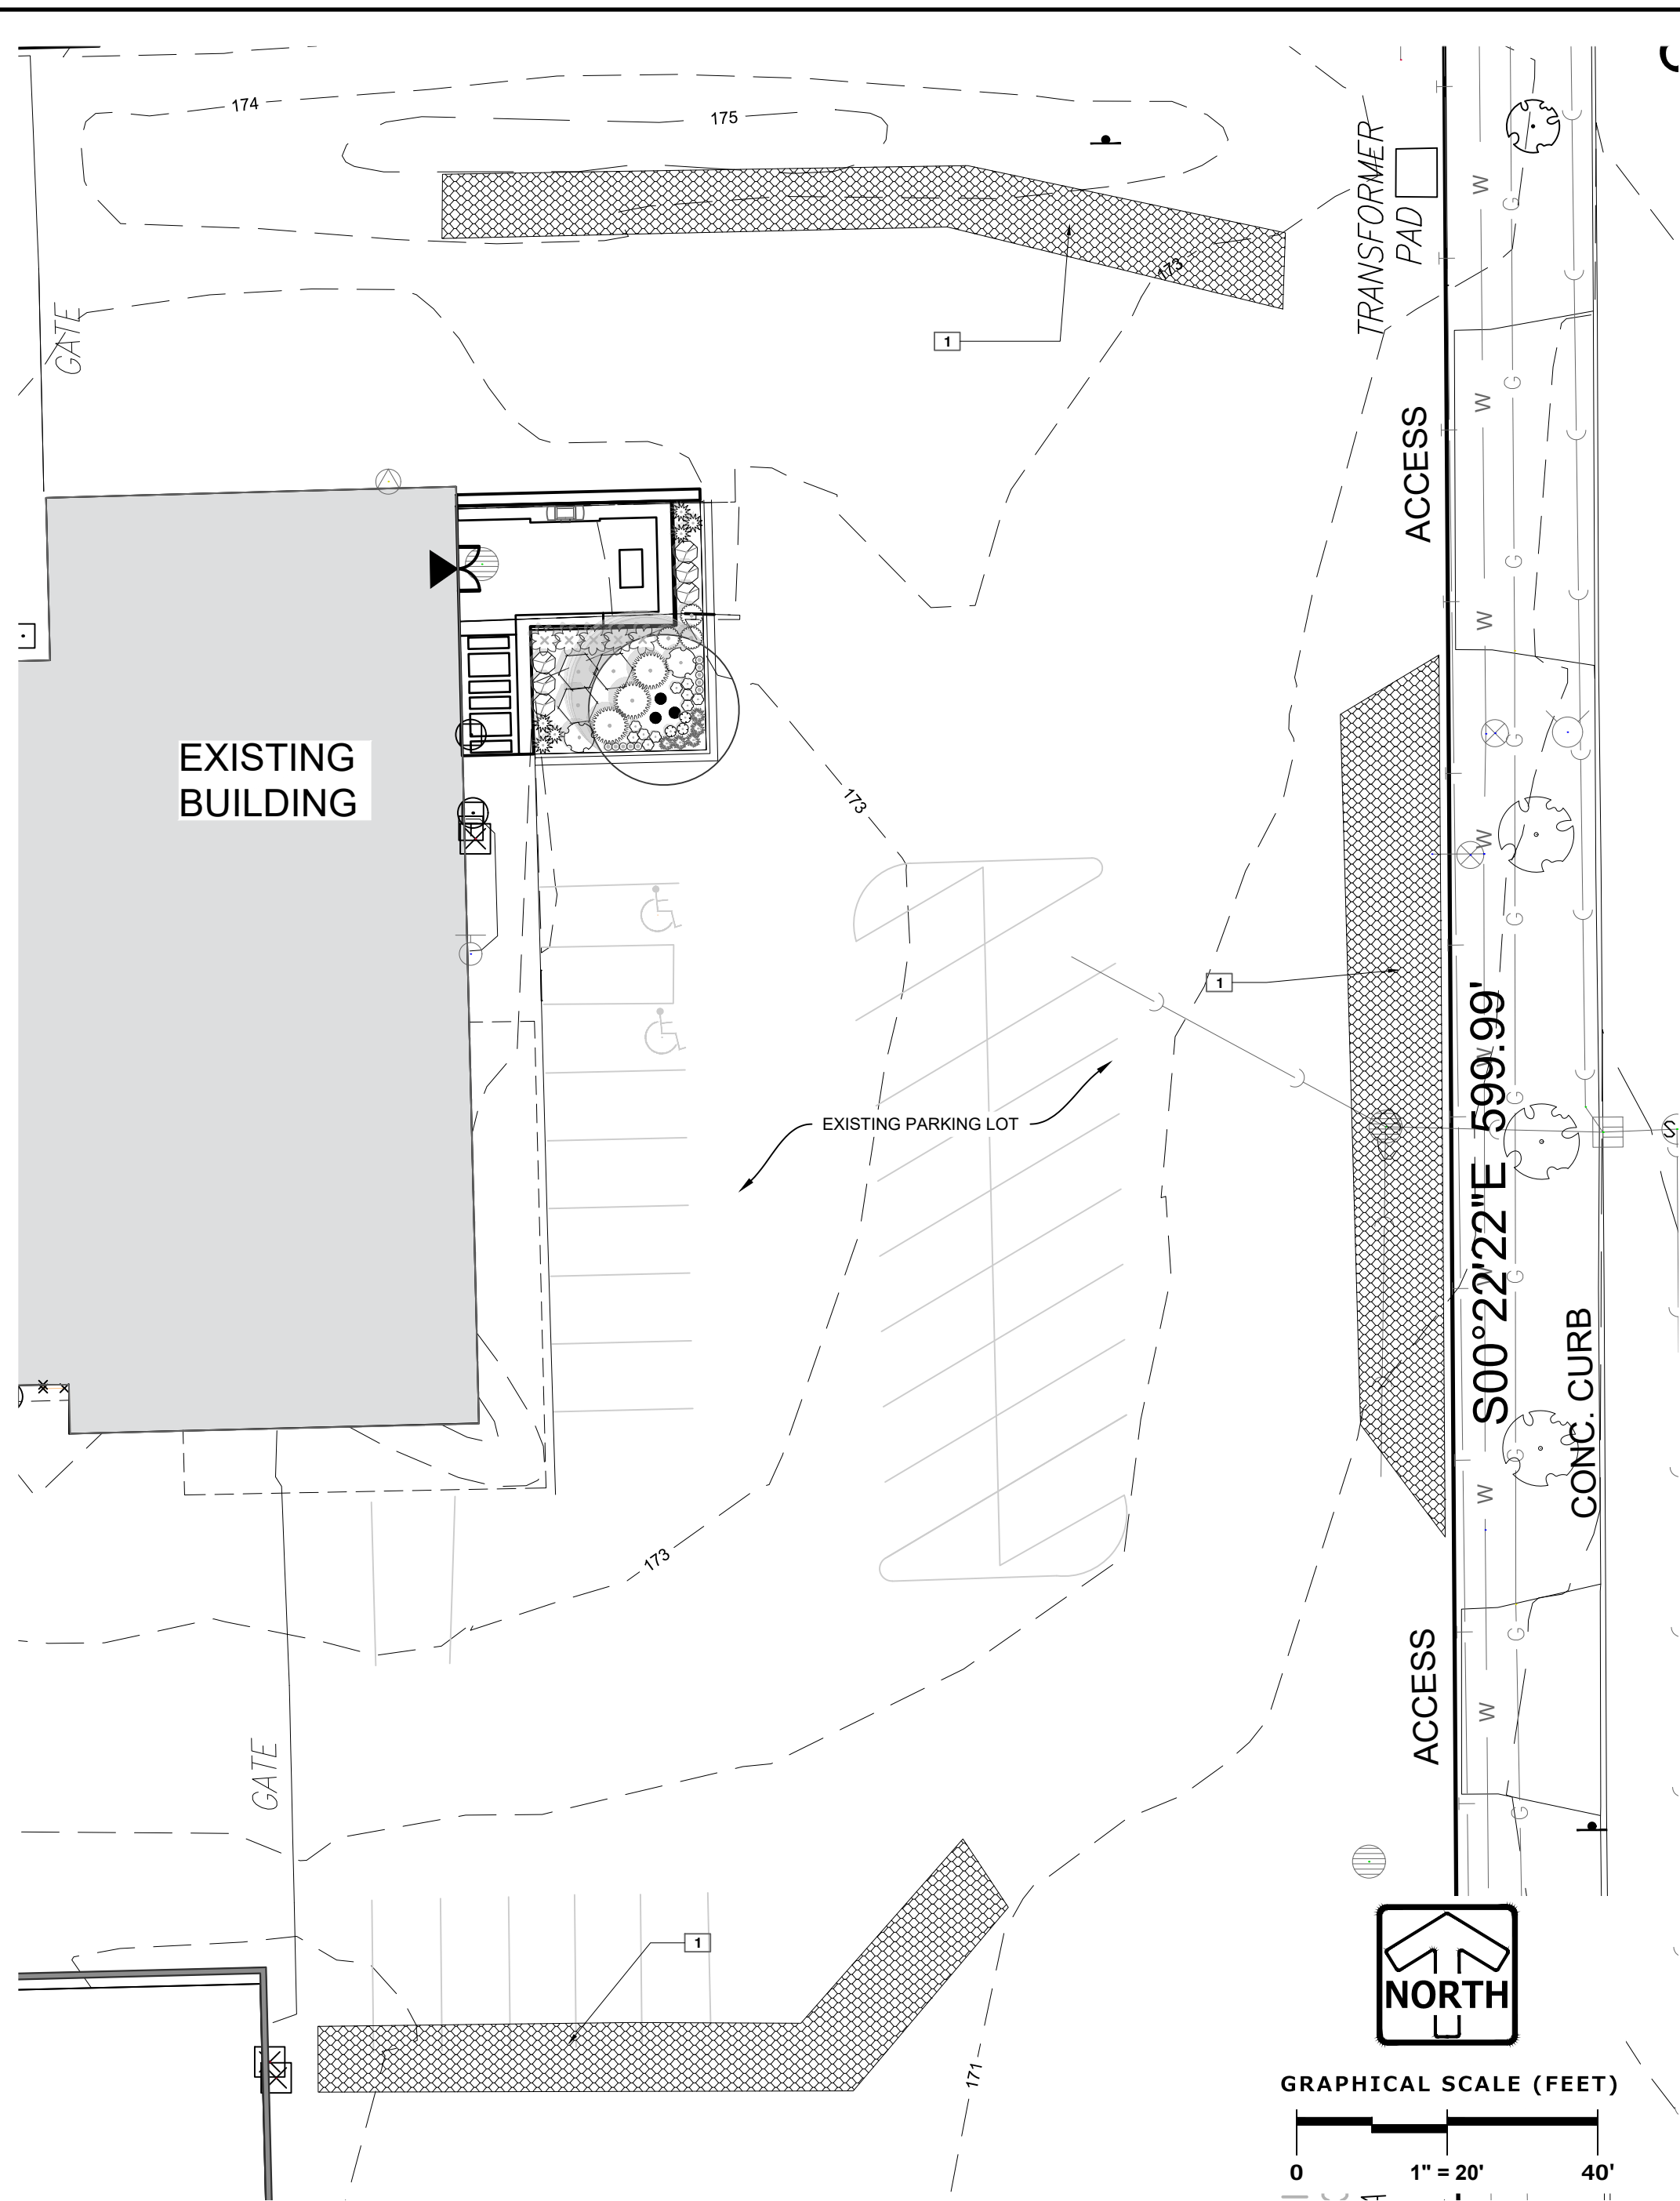 174
175
TRANSFORMER
PAD
W
G
173
GATE
1
W
G
ACCESS
G
W
EXISTING
BUILDING
173
G
W
G
1
S00°22'22"E 599.99'
W
G
EXISTING PARKING LOT
S
W
G
CONC. CURB
G
W
173
G
ACCESS
W
GATE
G
1
NORTH
171
GRAPHICAL SCALE (FEET)
0
1" = 20'
40'